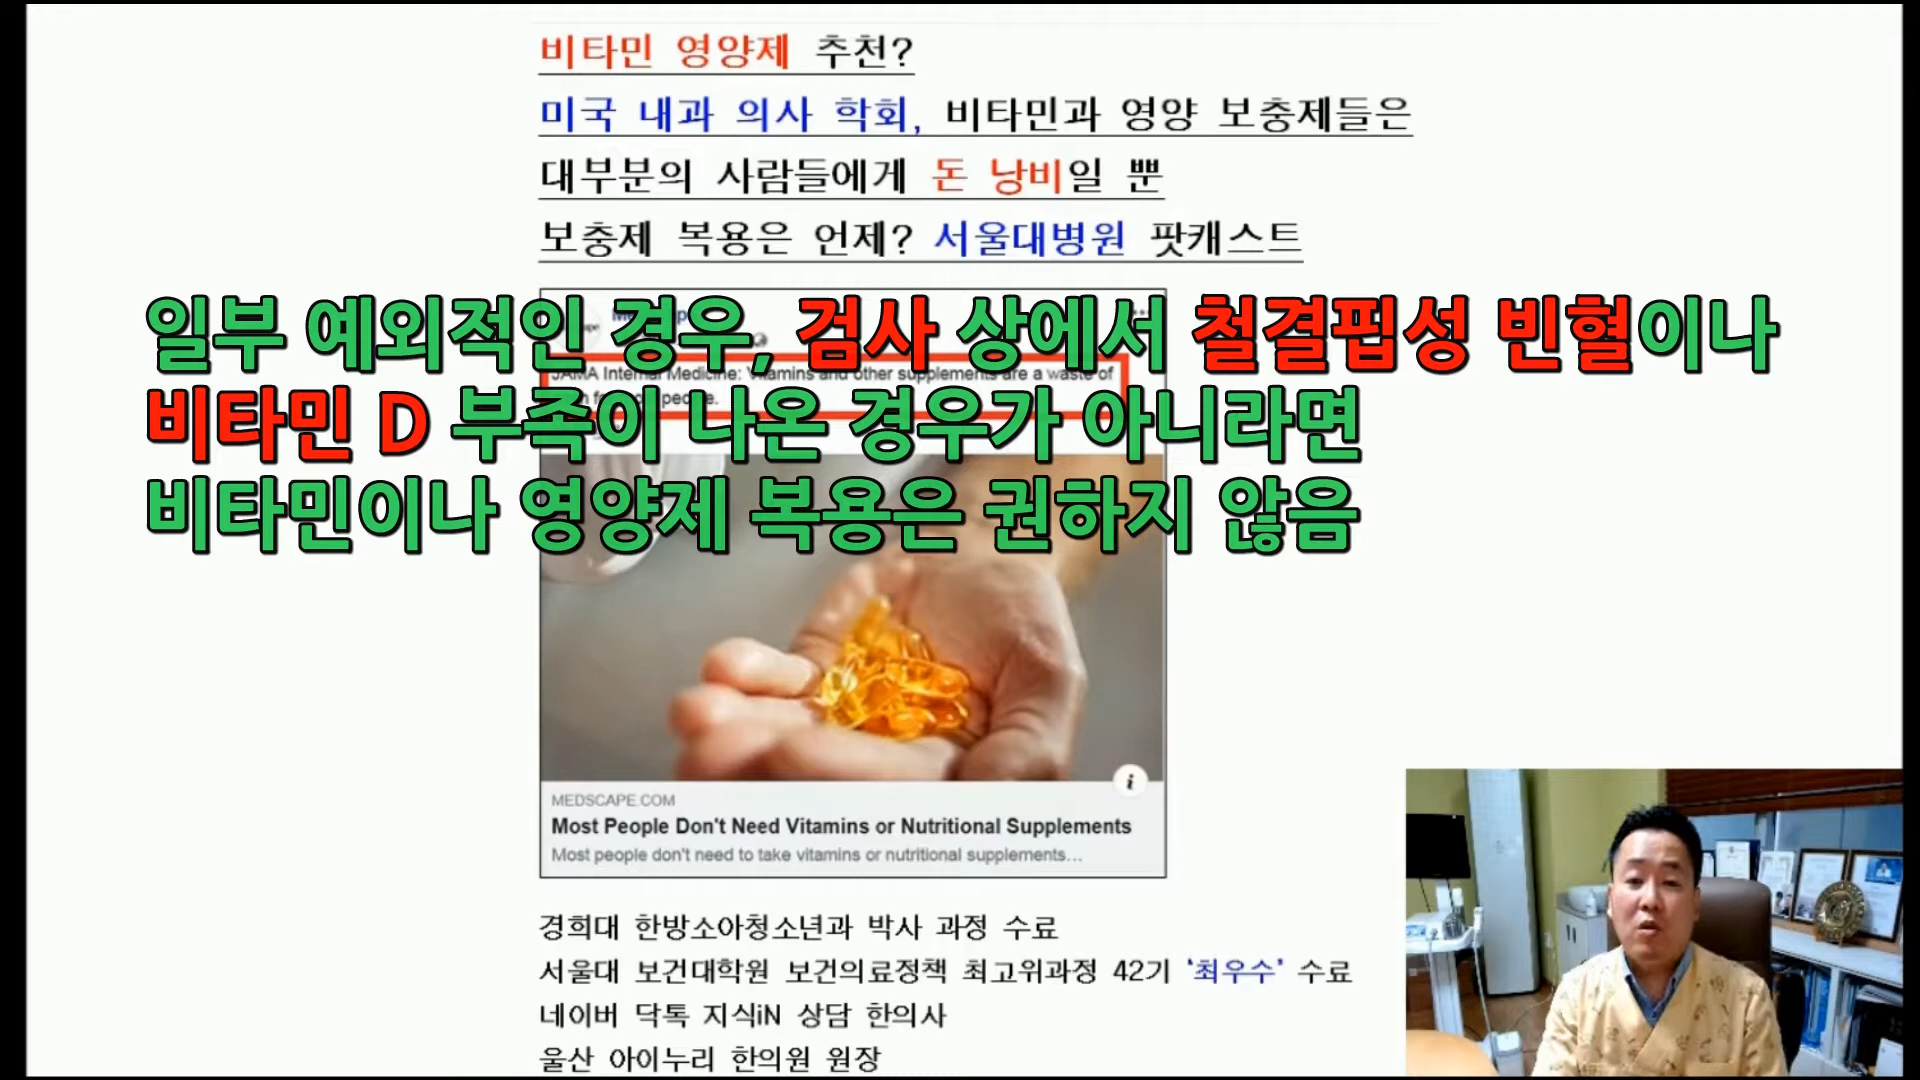 비타민 영양제 추천?
미국 내과 의사 학회, 비타민과 영양 보충제들은
대부분의 사람들에게 돈 낭비일 뿐
보충제 복용은 언제? 서울대병원 팟캐스트
일부 예외적인 경우, 검사 상에서 철결핍성 빈혈이나
JAMA Internal Medicine: Vitamins and other supplements are a waste of
비타민 D 부족이 나온 경우가 아니라면
비타민이나 영양제 복용은 권하지 않음
MEDSCAPE.COM
Most People Don't Need Vitamins or Nutritional Supplements
Most people don't need to take vitamins or nutritional supplements...
경희대 한방소아청소년과 박사 과정 수료
서울대 보건대학원 보건의료정책 최고위과정 42기 '최우수' 수료
네이버 닥톡 지식iN 상담 한의사
울산 아이누리 한의원 원장